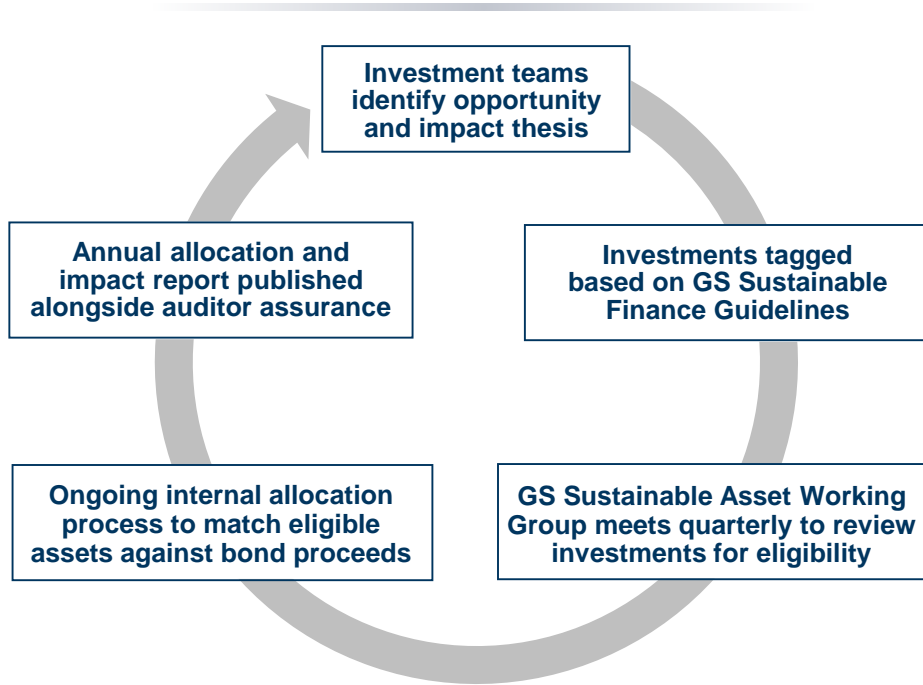 Investment teams
identify opportunity
and impact thesis
Annual allocation and
impact report published
alongside auditor assurance
Investments tagged
based on GS Sustainable
Finance Guidelines
Ongoing internal allocation
process to match eligible
assets against bond proceeds
GS Sustainable Asset Working
Group meets quarterly to review
investments for eligibility